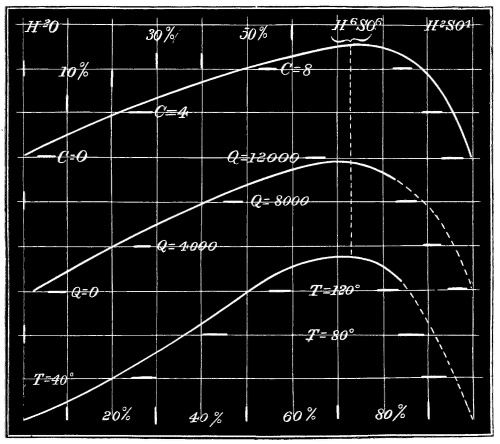 H²O 30% 50% H⁶SO⁶ H²SO⁴
10% C=8
C=4
C=0 Q=12000
Q=8000
Q=4000
Q=0 T=120°
T=80°
T=40°
20% 40% 60% 80%